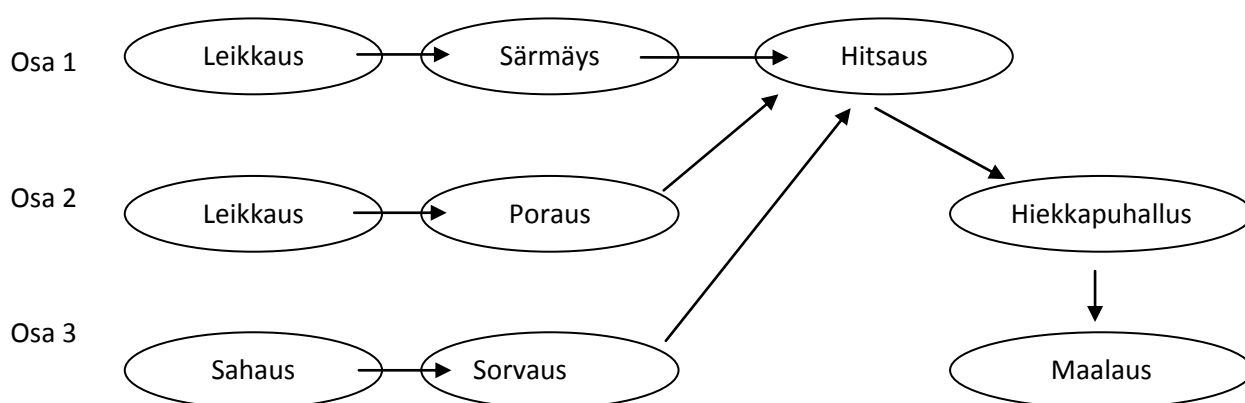 Osa 1
Leikkaus
Särmäys
Hitsaus
Osa 2
Leikkaus
Poraus
Hiekkapuhallus
Osa 3
Sahaus
Sorvaus
Maalaus